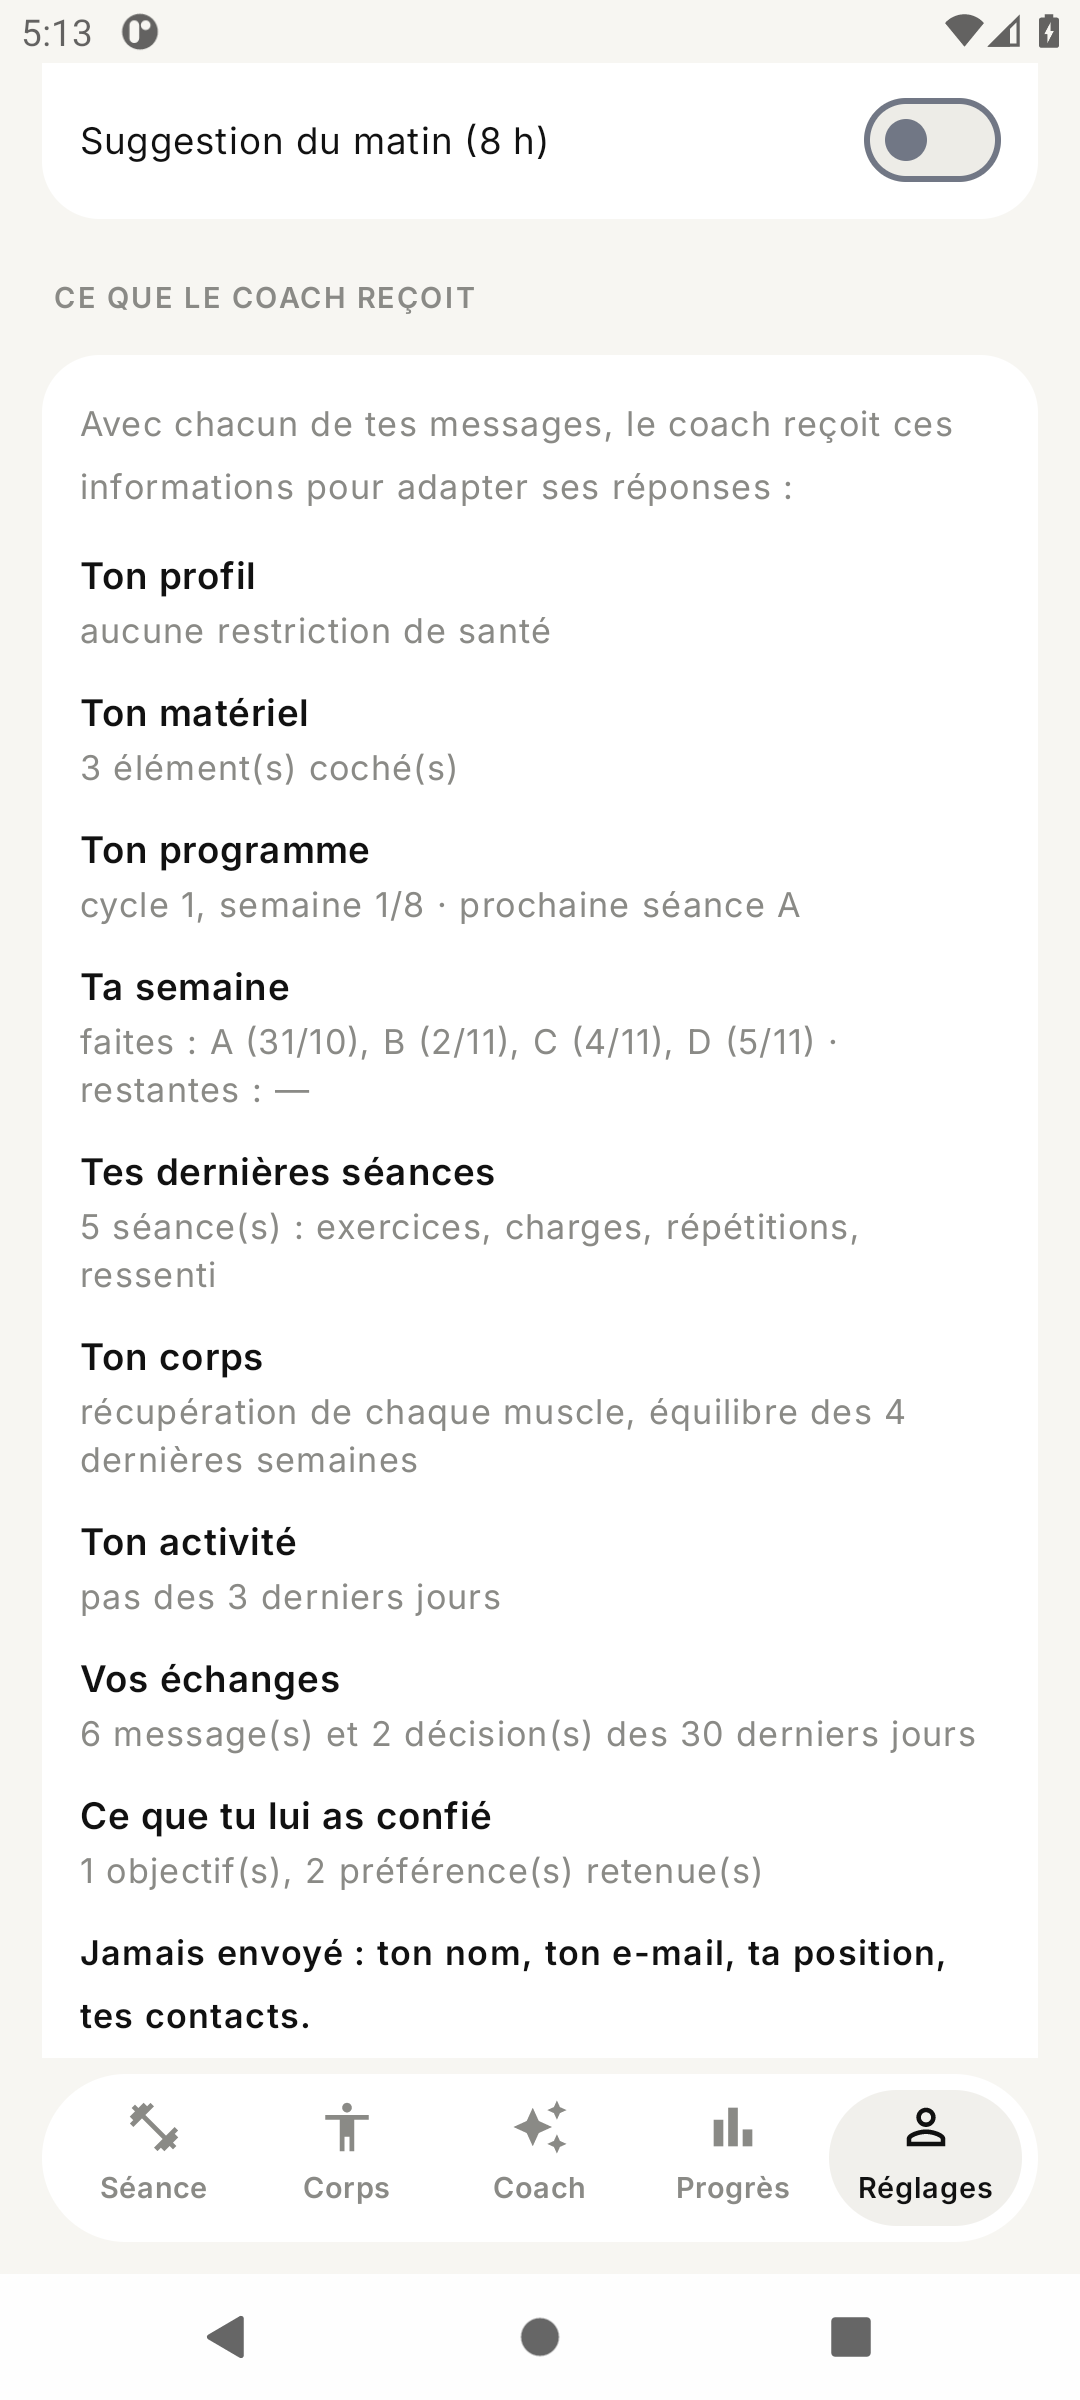 5:13
Suggestion du matin (8 h)
CE QUE LE COACH REÇOIT
Avec chacun de tes messages, le coach reçoit ces
informations pour adapter ses réponses :
Ton profil
aucune restriction de santé
Ton matériel
3 élément(s) coché(s)
Ton programme
cycle 1, semaine 1/8 · prochaine séance A
Ta semaine
faites : A (31/10), B (2/11), C (4/11), D (5/11) ·
restantes : —
Tes dernières séances
5 séance(s) : exercices, charges, répétitions,
ressenti
Ton corps
récupération de chaque muscle, équilibre des 4
dernières semaines
Ton activité
pas des 3 derniers jours
Vos échanges
6 message(s) et 2 décision(s) des 30 derniers jours
Ce que tu lui as confié
1 objectif(s), 2 préférence(s) retenue(s)
Jamais envoyé : ton nom, ton e-mail, ta position,
tes contacts.
Séance Corps Coach Progrès Réglages